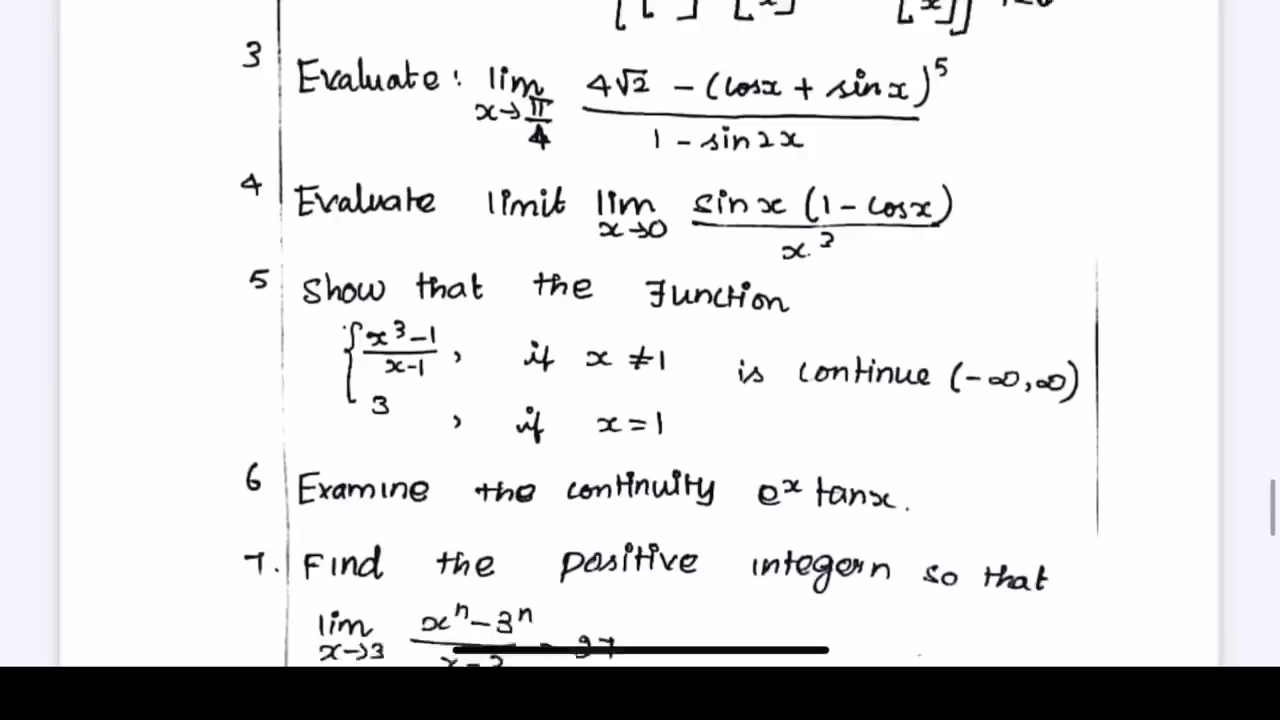 3 Evaluate: lim x→π/4 4√2 - (cosx + sinx)^5 / 1 - sin2x
4 Evaluate limit lim x→0 sinx (1 - cosx) / x^3
5 Show that the Function
{ x^3-1 / x-1 , if x ≠ 1 is continue (-∞,∞)
3 , if x = 1
6 Examine the continuity e^x tanx.
7. Find the positive integern so that
lim x→3 x^n - 3^n